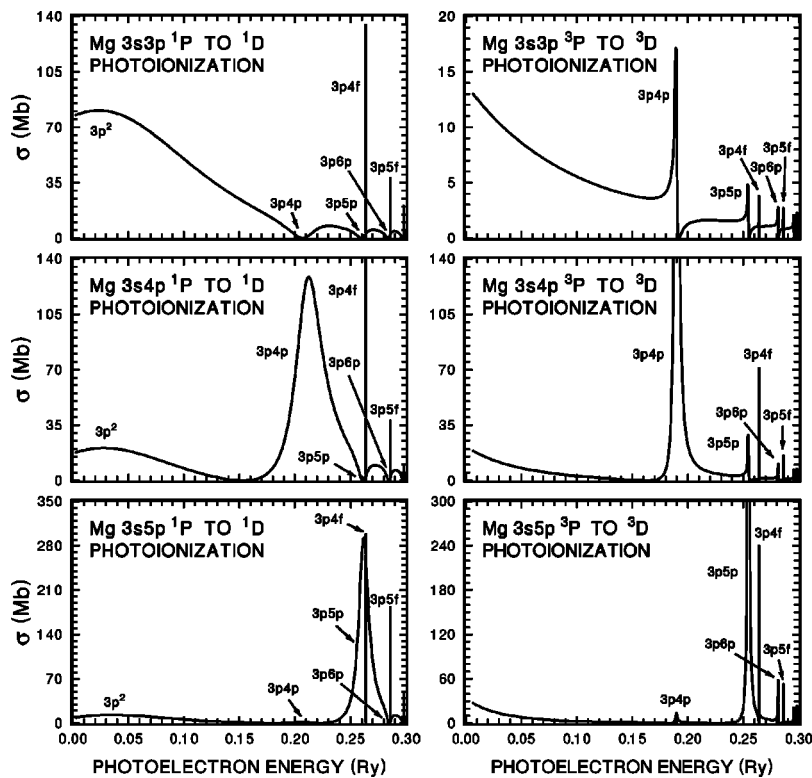 Mg 3s3p ¹P TO ¹D
PHOTOIONIZATION
σ (Mb)
140
105
70
35
0
3p²
3p4p
3p5p
3p6p
3p4f
3p5f
Mg 3s3p ³P TO ³D
PHOTOIONIZATION
20
15
10
5
0
3p4p
3p4f
3p5f
3p6p
3p5p
Mg 3s4p ¹P TO ¹D
PHOTOIONIZATION
σ (Mb)
140
105
70
35
0
3p²
3p4p
3p4f
3p6p
3p5f
3p5p
Mg 3s4p ³P TO ³D
PHOTOIONIZATION
140
105
70
35
0
3p4p
3p4f
3p6p
3p5f
3p5p
Mg 3s5p ¹P TO ¹D
PHOTOIONIZATION
σ (Mb)
350
280
210
140
70
0
3p²
3p4f
3p5p
3p5f
3p6p
3p4p
0.00 0.05 0.10 0.15 0.20 0.25 0.30
PHOTOELECTRON ENERGY (Ry)
Mg 3s5p ³P TO ³D
PHOTOIONIZATION
300
240
180
120
60
0
3p4f
3p5p
3p6p
3p5f
3p4p
0.00 0.05 0.10 0.15 0.20 0.25 0.30
PHOTOELECTRON ENERGY (Ry)